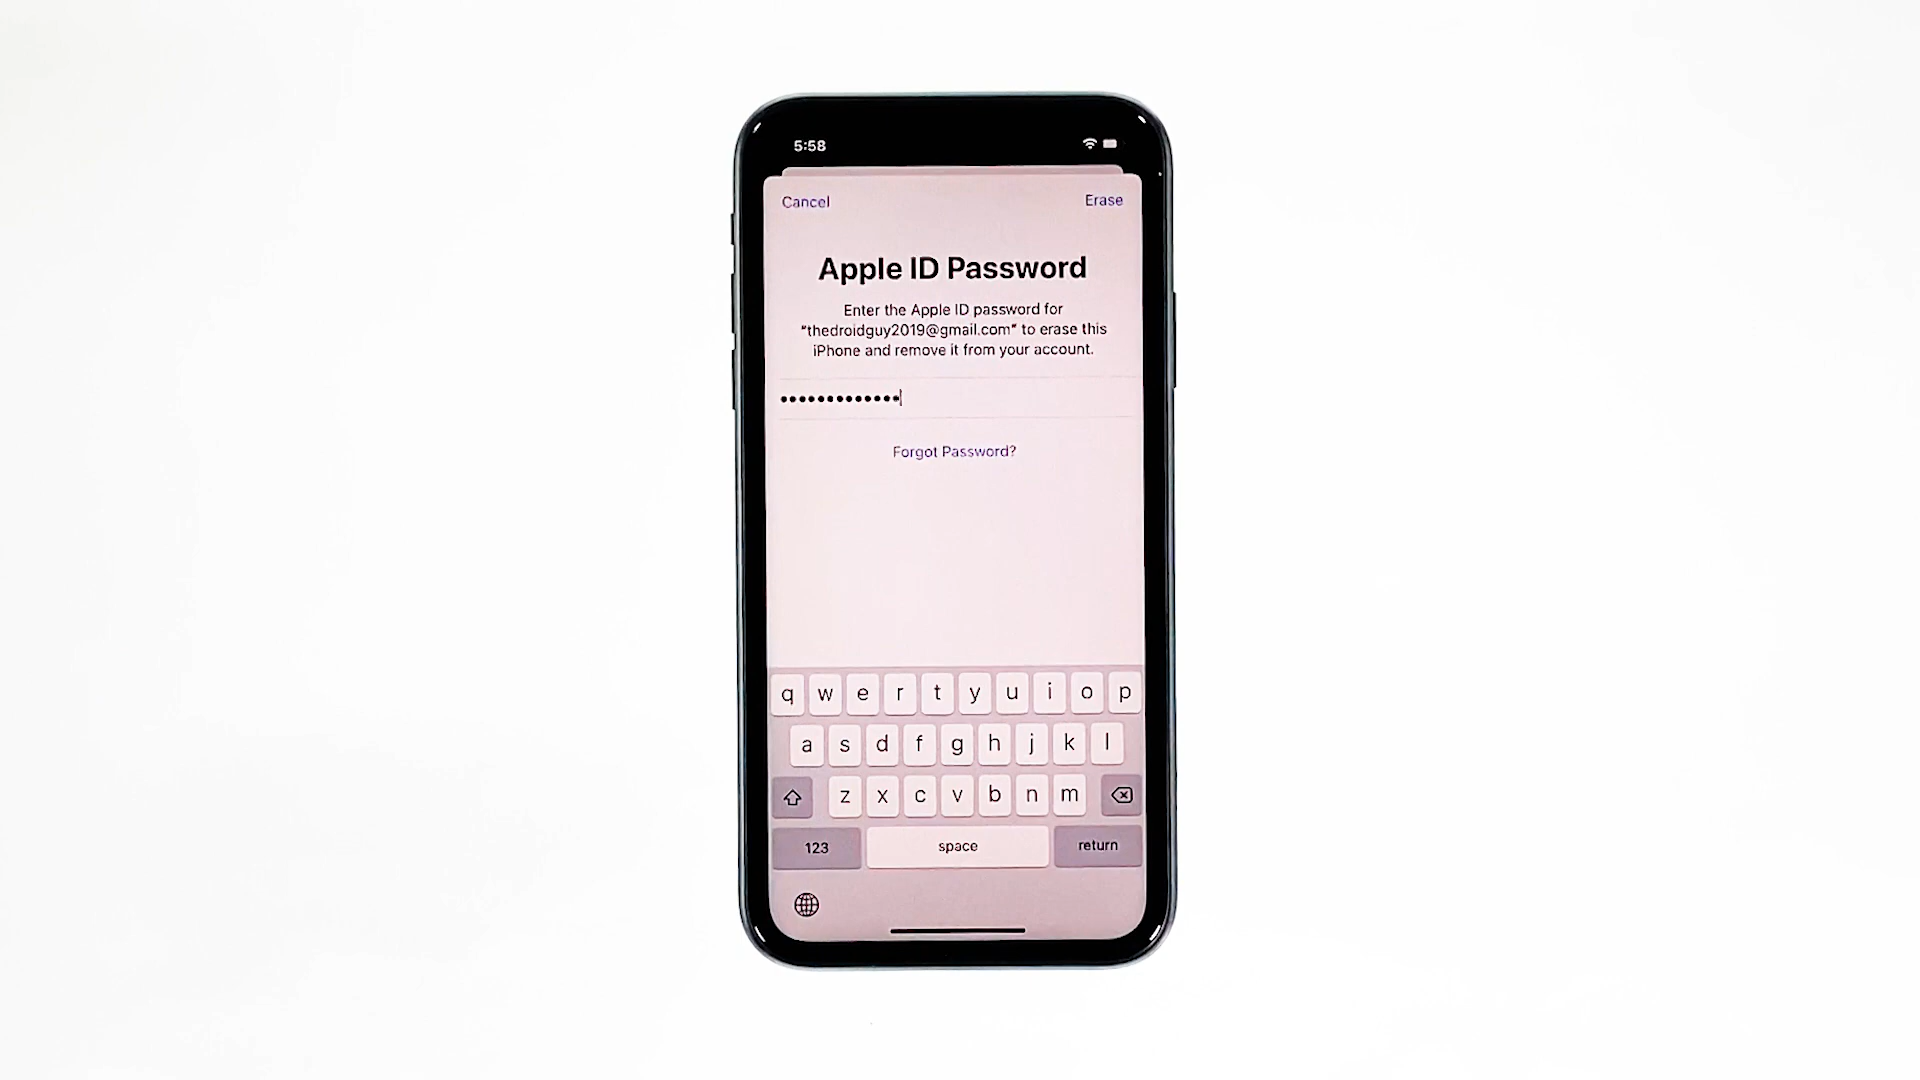 5:58
Cancel Erase
Apple ID Password
Enter the Apple ID password for
"thedroidguy2019@gmail.com" to erase this
iPhone and remove it from your account.
•••••••••••••
Forgot Password?
q w e r t y u i o p
a s d f g h j k l
z x c v b n m
123 space return